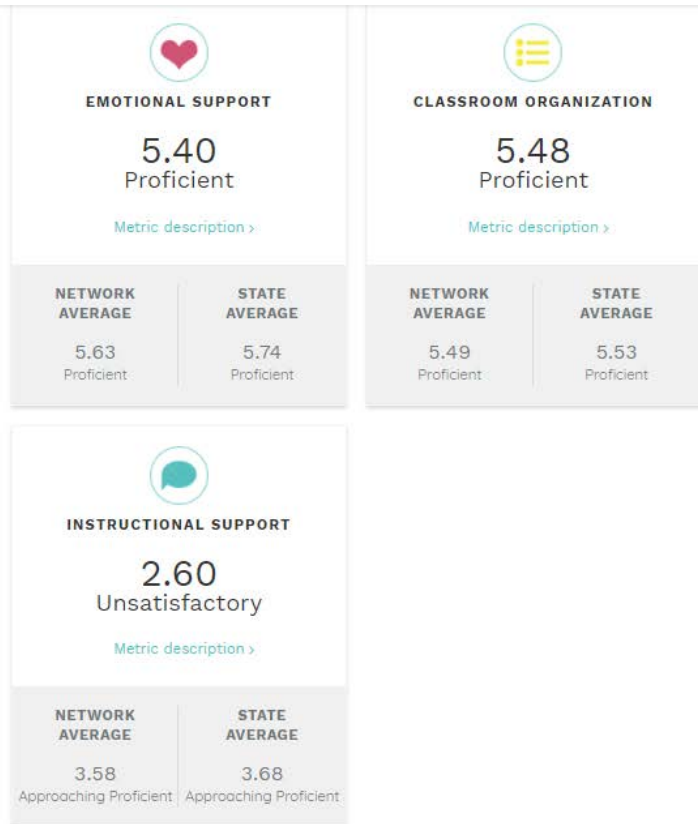 EMOTIONAL SUPPORT
5.40
Proficient
Metric description >
NETWORK
AVERAGE
5.63
Proficient
STATE
AVERAGE
5.74
Proficient
CLASSROOM ORGANIZATION
5.48
Proficient
Metric description >
NETWORK
AVERAGE
5.49
Proficient
STATE
AVERAGE
5.53
Proficient
INSTRUCTIONAL SUPPORT
2.60
Unsatisfactory
Metric description >
NETWORK
AVERAGE
3.58
Approaching Proficient
STATE
AVERAGE
3.68
Approaching Proficient